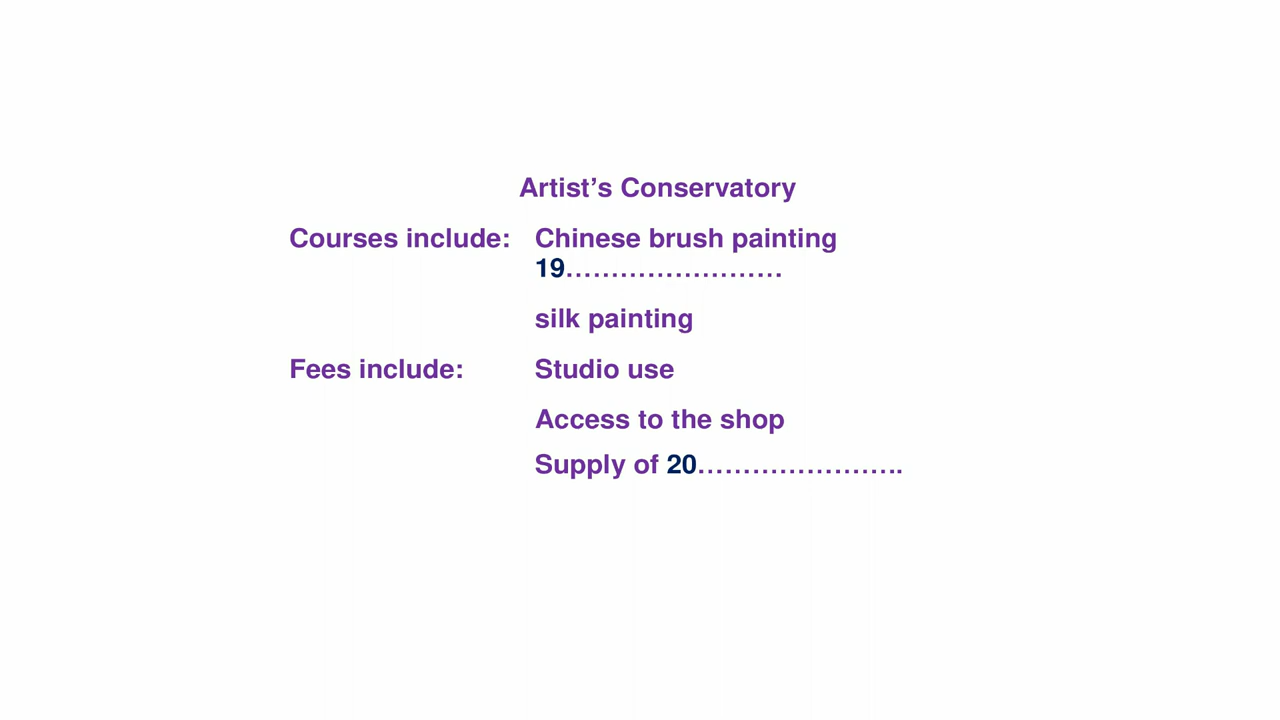 Artist’s Conservatory
Courses include: Chinese brush painting
19……………………
silk painting
Fees include: Studio use
Access to the shop
Supply of 20…………………..